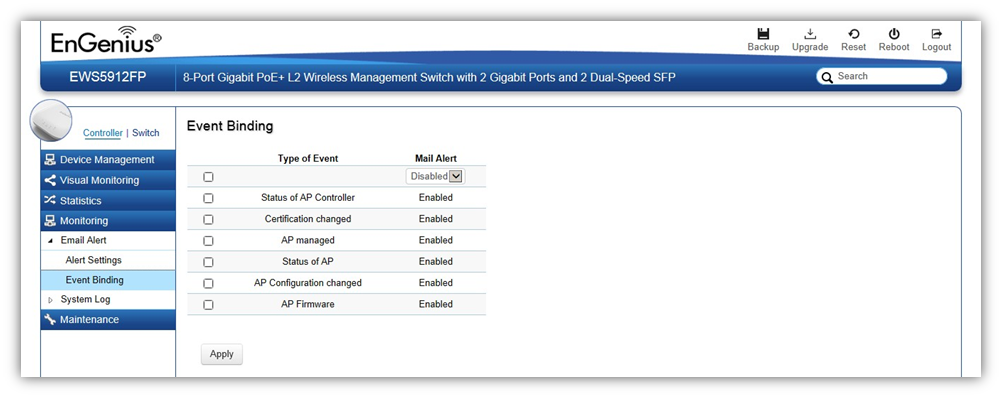 EnGenius®
Backup Upgrade Reset Reboot Logout
EWS5912FP 8-Port Gigabit PoE+ L2 Wireless Management Switch with 2 Gigabit Ports and 2 Dual-Speed SFP Search
Controller | Switch
Device Management
Visual Monitoring
Statistics
Monitoring
Email Alert
Alert Settings
Event Binding
System Log
Maintenance
Event Binding
Type of Event Mail Alert
Disabled
Status of AP Controller Enabled
Certification changed Enabled
AP managed Enabled
Status of AP Enabled
AP Configuration changed Enabled
AP Firmware Enabled
Apply